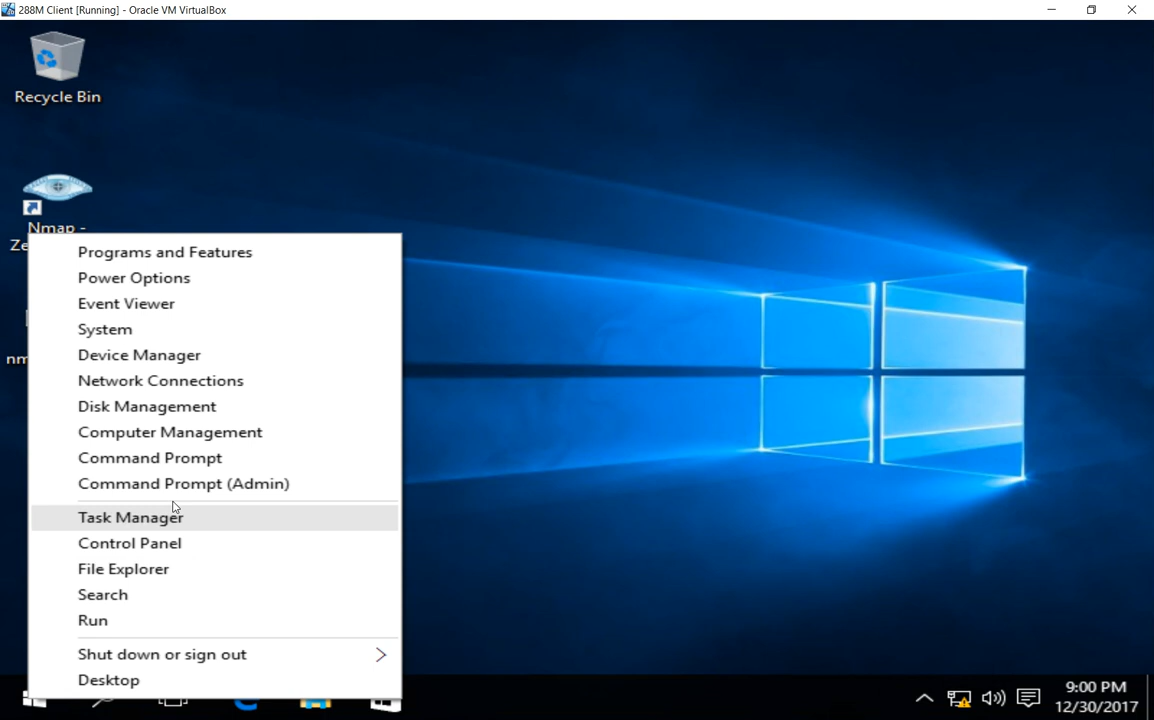 288M Client [Running] - Oracle VM VirtualBox
Recycle Bin
Nmap -
Ze
nm
Programs and Features
Power Options
Event Viewer
System
Device Manager
Network Connections
Disk Management
Computer Management
Command Prompt
Command Prompt (Admin)
Task Manager
Control Panel
File Explorer
Search
Run
Shut down or sign out
Desktop
9:00 PM
12/30/2017